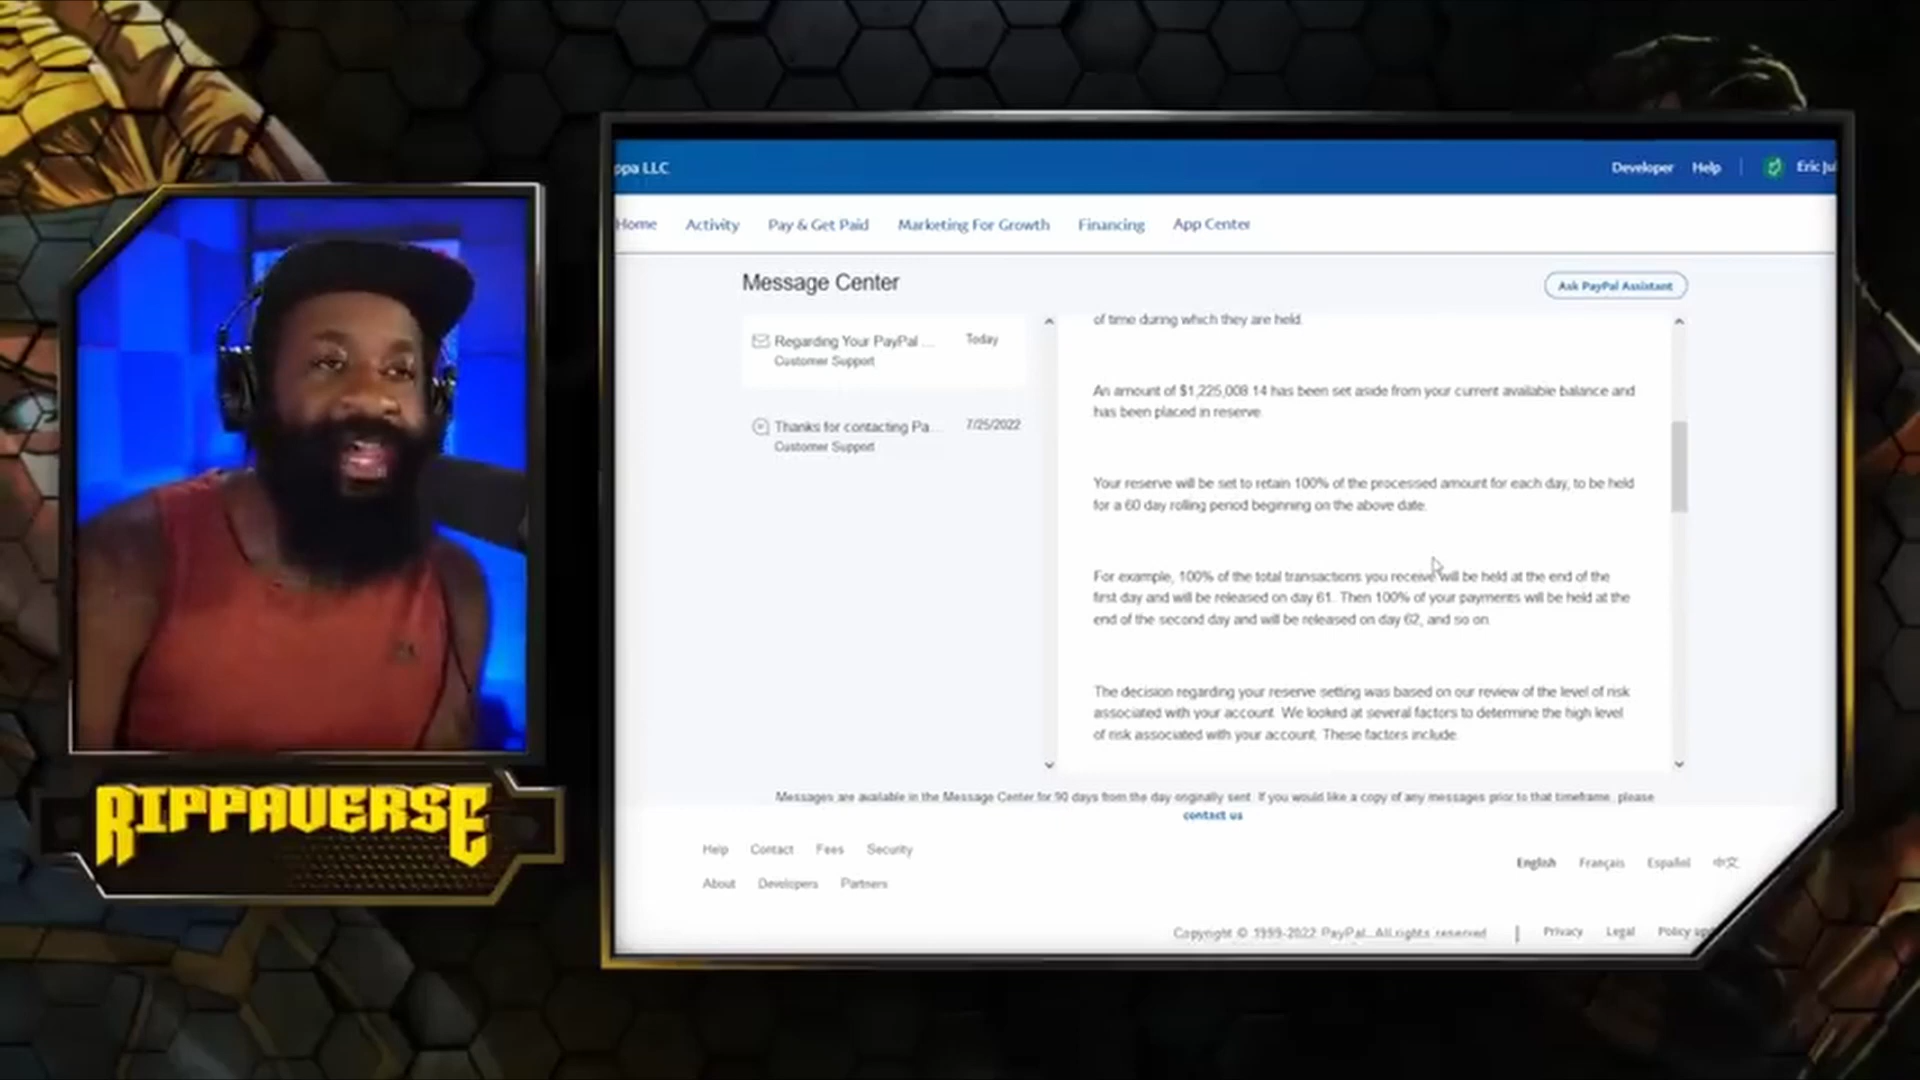 ppa LLC
Developer Help Eric Jul
Home Activity Pay & Get Paid Marketing For Growth Financing App Center
Message Center
Ask PayPal Assistant
Regarding Your PayPal ... Today
Customer Support
Thanks for contacting Pa... 7/25/2022
Customer Support
of time during which they are held.
An amount of $1,225,008 14 has been set aside from your current available balance and
has been placed in reserve.
Your reserve will be set to retain 100% of the processed amount for each day, to be held
for a 60 day rolling period beginning on the above date.
For example, 100% of the total transactions you receive will be held at the end of the
first day and will be released on day 61. Then 100% of your payments will be held at the
end of the second day and will be released on day 62, and so on.
The decision regarding your reserve setting was based on our review of the level of risk
associated with your account. We looked at several factors to determine the high level
of risk associated with your account. These factors include
Messages are available in the Message Center for 90 days from the day originally sent. If you would like a copy of any messages prior to that timeframe, please
contact us
Help Contact Fees Security
About Developers Partners
English Français Español 中文
Copyright © 1999-2022 PayPal. All rights reserved | Privacy Legal Policy up
RIPPAVERSE